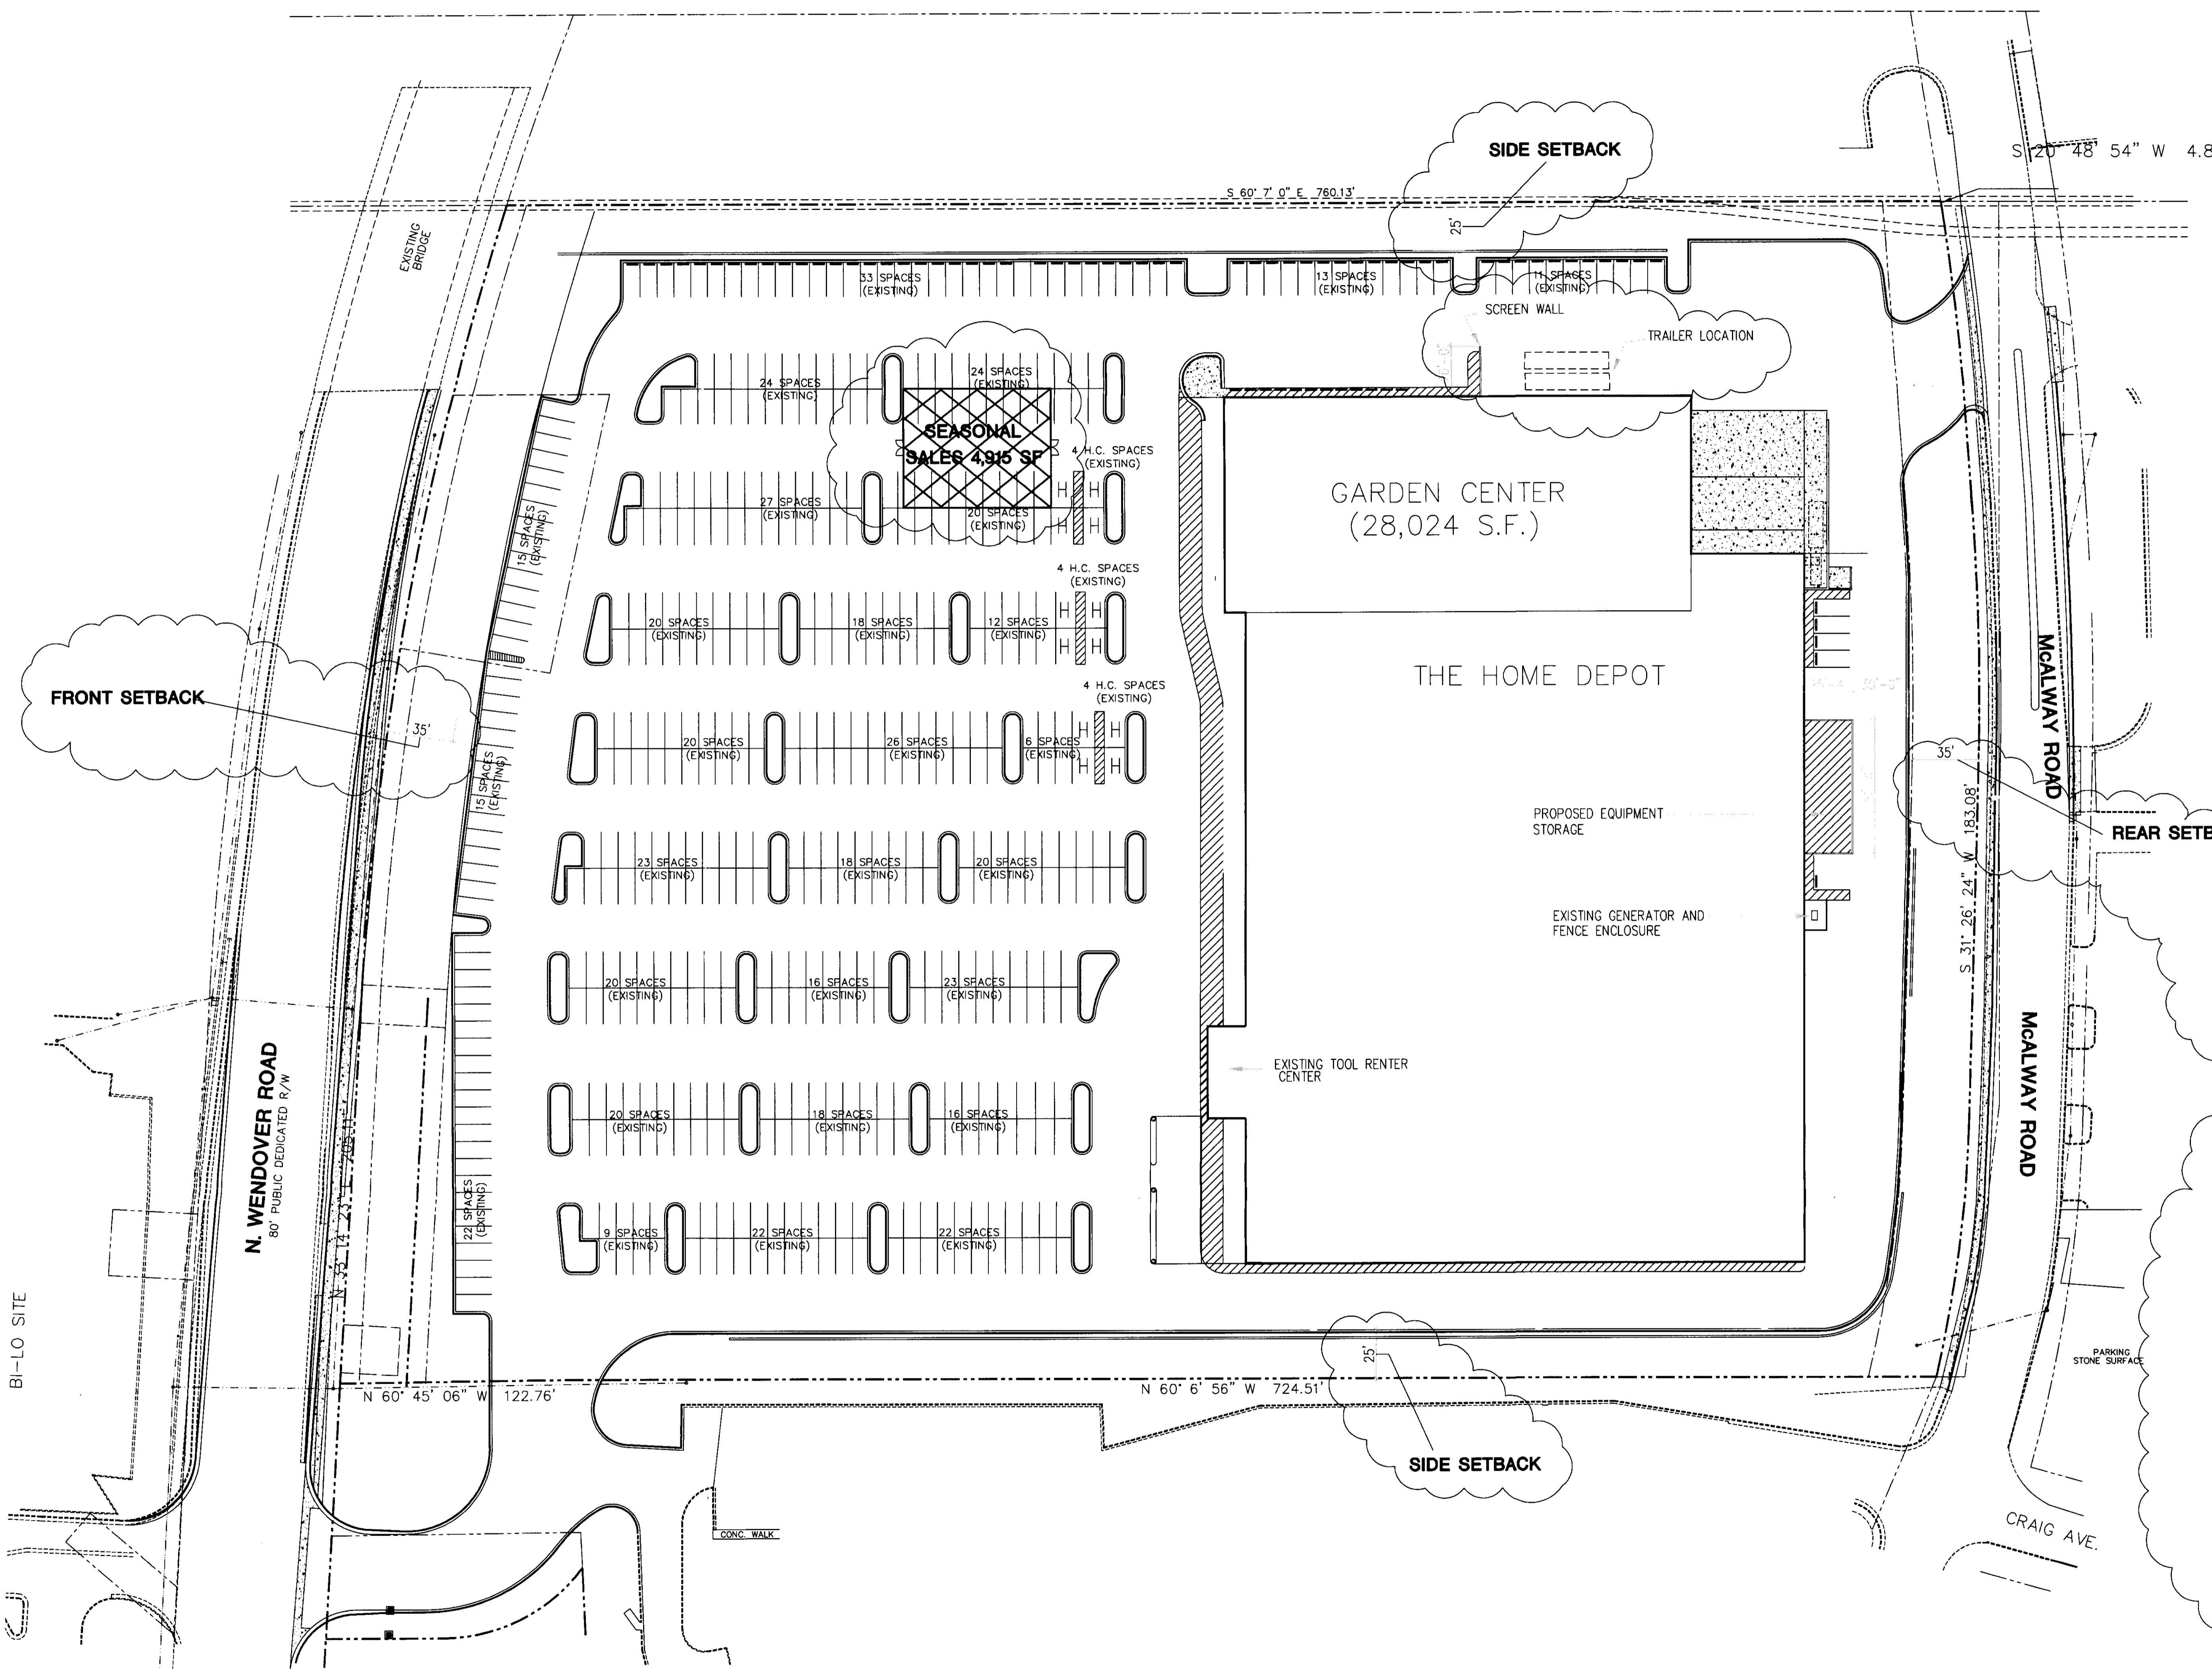 SIDE SETBACK
S 20° 48' 54" W 4.8
S 60° 7' 0" E 760.13'
25'
EXISTING
BRIDGE
33 SPACES
(EXISTING)
13 SPACES
(EXISTING)
11 SPACES
(EXISTING)
SCREEN WALL
TRAILER LOCATION
24 SPACES
(EXISTING)
24 SPACES
(EXISTING)
SEASONAL
SALES 4,915 SF
4 H.C. SPACES
(EXISTING)
H H
H H
27 SPACES
(EXISTING)
20 SPACES
(EXISTING)
GARDEN CENTER
(28,024 S.F.)
15 SPACES
(EXISTING)
4 H.C. SPACES
(EXISTING)
H H
H H
20 SPACES
(EXISTING)
18 SPACES
(EXISTING)
12 SPACES
(EXISTING)
THE HOME DEPOT
McALWAY ROAD
FRONT SETBACK
35'
4 H.C. SPACES
(EXISTING)
H H
H H
20 SPACES
(EXISTING)
26 SPACES
(EXISTING)
6 SPACES
(EXISTING)
15 SPACES
(EXISTING)
35'
REAR SETB
PROPOSED EQUIPMENT
STORAGE
S 31° 26' 24" W 183.08'
23 SPACES
(EXISTING)
18 SPACES
(EXISTING)
20 SPACES
(EXISTING)
EXISTING GENERATOR AND
FENCE ENCLOSURE
20 SPACES
(EXISTING)
16 SPACES
(EXISTING)
23 SPACES
(EXISTING)
N. WENDOVER ROAD
80' PUBLIC DEDICATED R/W
EXISTING TOOL RENTER
CENTER
McALWAY ROAD
20 SPACES
(EXISTING)
18 SPACES
(EXISTING)
16 SPACES
(EXISTING)
22 SPACES
(EXISTING)
9 SPACES
(EXISTING)
22 SPACES
(EXISTING)
22 SPACES
(EXISTING)
BI-LO SITE
25'
PARKING
STONE SURFACE
N 60° 45' 06" W 122.76'
N 60° 6' 56" W 724.51'
SIDE SETBACK
CONC. WALK
CRAIG AVE.